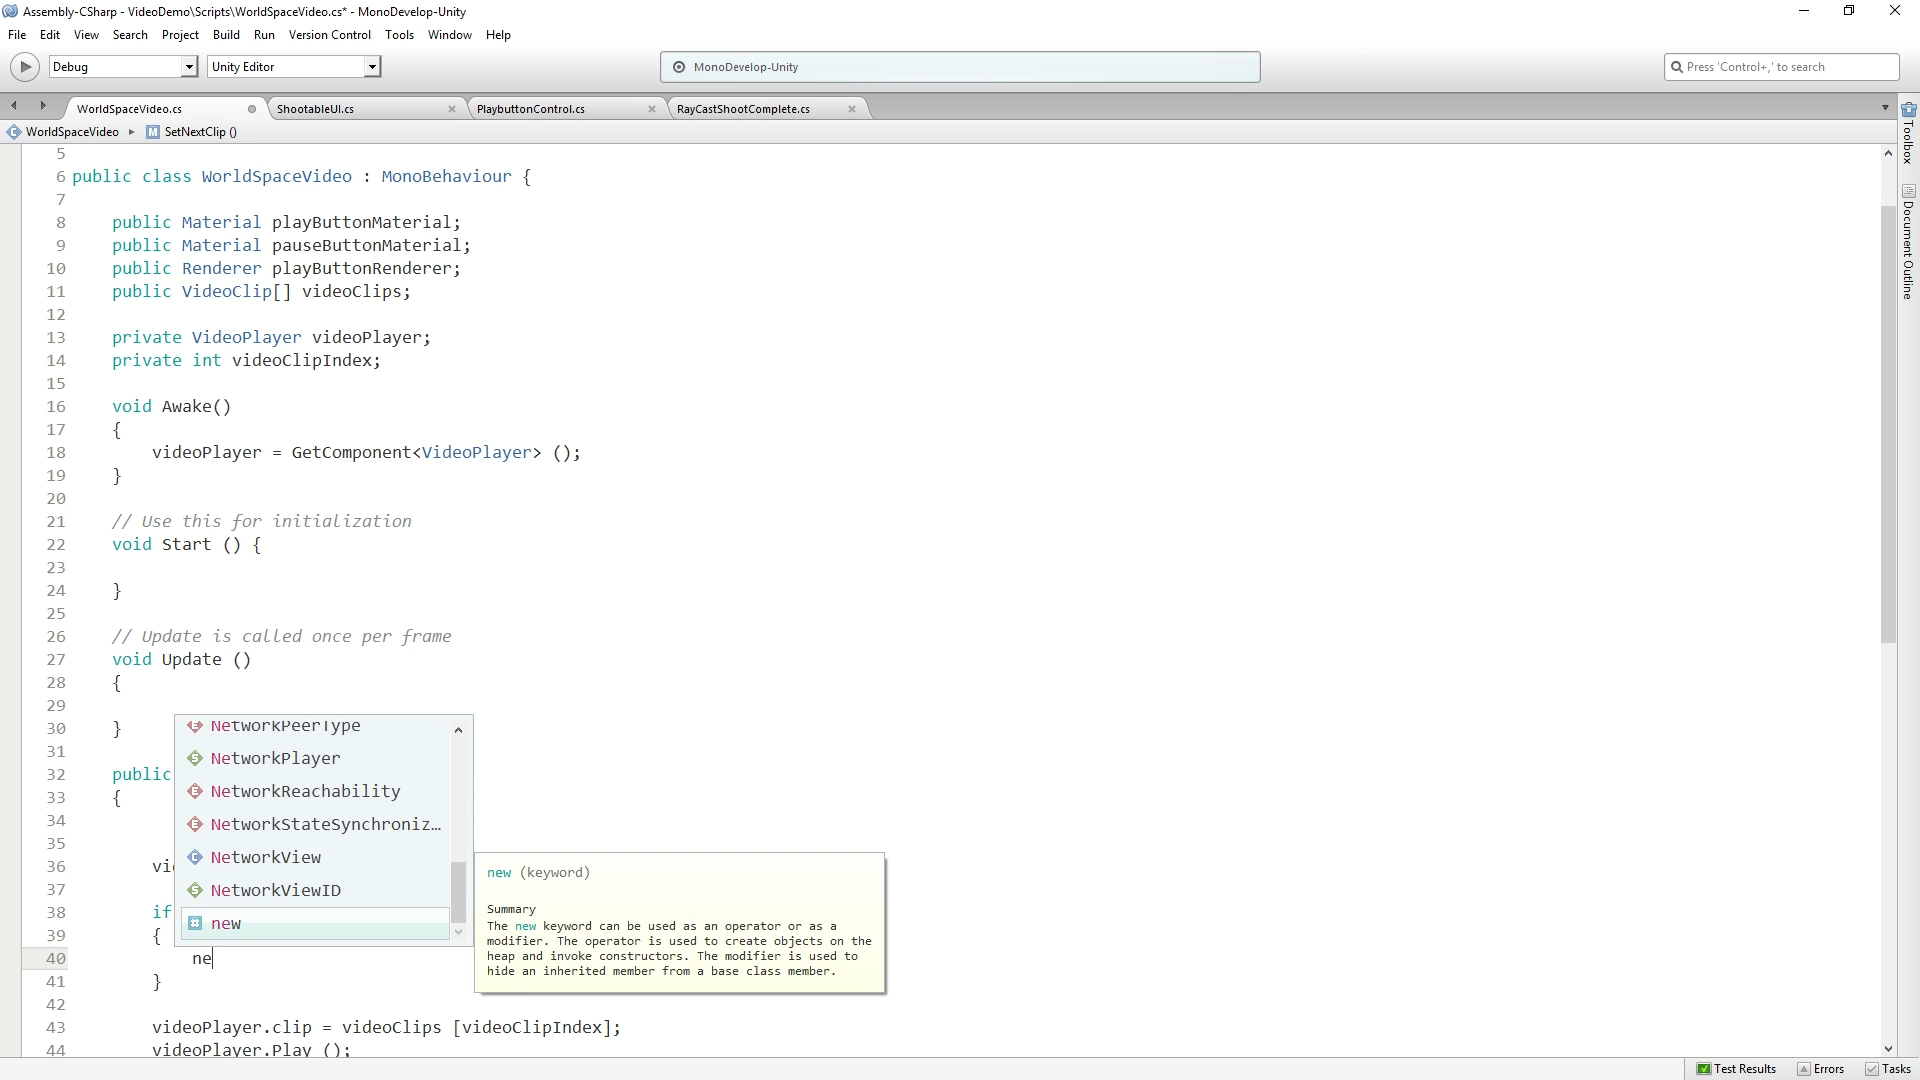 Assembly-CSharp - VideoDemo\Scripts\WorldSpaceVideo.cs* - MonoDevelop-Unity
File Edit View Search Project Build Run Version Control Tools Window Help
Debug Unity Editor MonoDevelop-Unity Press 'Control+,' to search
WorldSpaceVideo.cs ShootableUI.cs PlaybuttonControl.cs RayCastShootComplete.cs
WorldSpaceVideo SetNextClip ()
Toolbox
Document Outline
5
6 public class WorldSpaceVideo : MonoBehaviour {
7
8 public Material playButtonMaterial;
9 public Material pauseButtonMaterial;
10 public Renderer playButtonRenderer;
11 public VideoClip[] videoClips;
12
13 private VideoPlayer videoPlayer;
14 private int videoClipIndex;
15
16 void Awake()
17 {
18 videoPlayer = GetComponent<VideoPlayer> ();
19 }
20
21 // Use this for initialization
22 void Start () {
23
24 }
25
26 // Update is called once per frame
27 void Update ()
28 {
29
30 }
31
32 public
33 {
34
35
36 vi
37
38 if
39 {
40 ne
41 }
42
43 videoPlayer.clip = videoClips [videoClipIndex];
44 videoPlayer.Play ();
NetworkPeerType
NetworkPlayer
NetworkReachability
NetworkStateSynchroniz…
NetworkView
NetworkViewID
new
new (keyword)
Summary
The new keyword can be used as an operator or as a
modifier. The operator is used to create objects on the
heap and invoke constructors. The modifier is used to
hide an inherited member from a base class member.
Test Results Errors Tasks